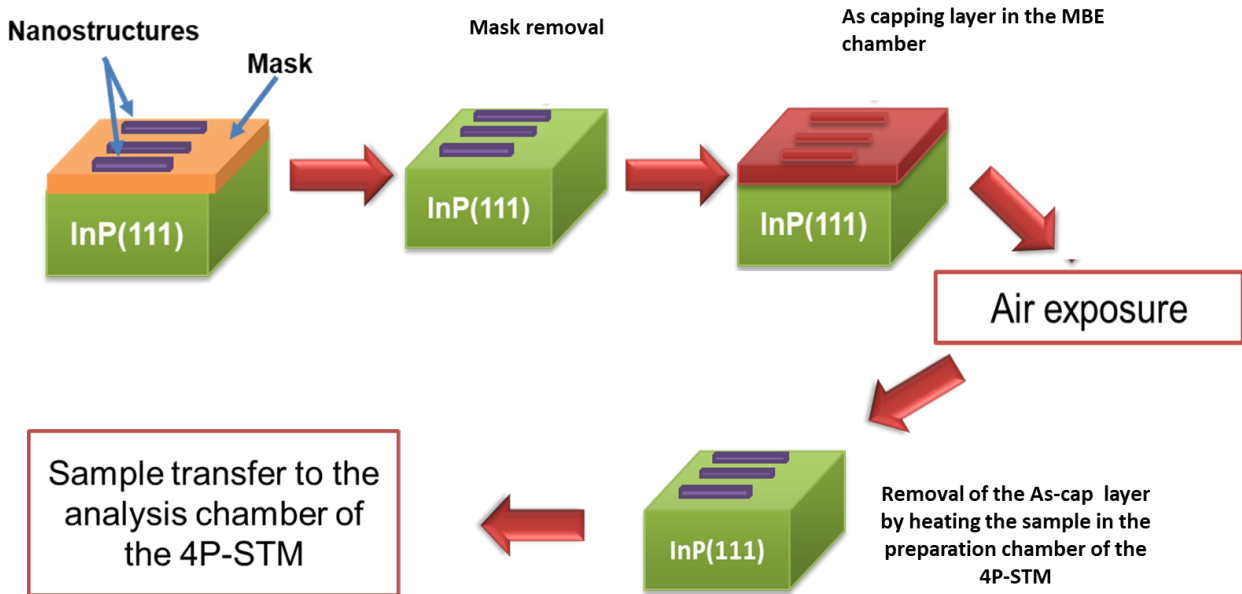 Nanostructures
Mask
InP(111)
Mask removal
InP(111)
As capping layer in the MBE
chamber
InP(111)
Air exposure
Removal of the As-cap layer
by heating the sample in the
preparation chamber of the
4P-STM
InP(111)
Sample transfer to the
analysis chamber of
the 4P-STM